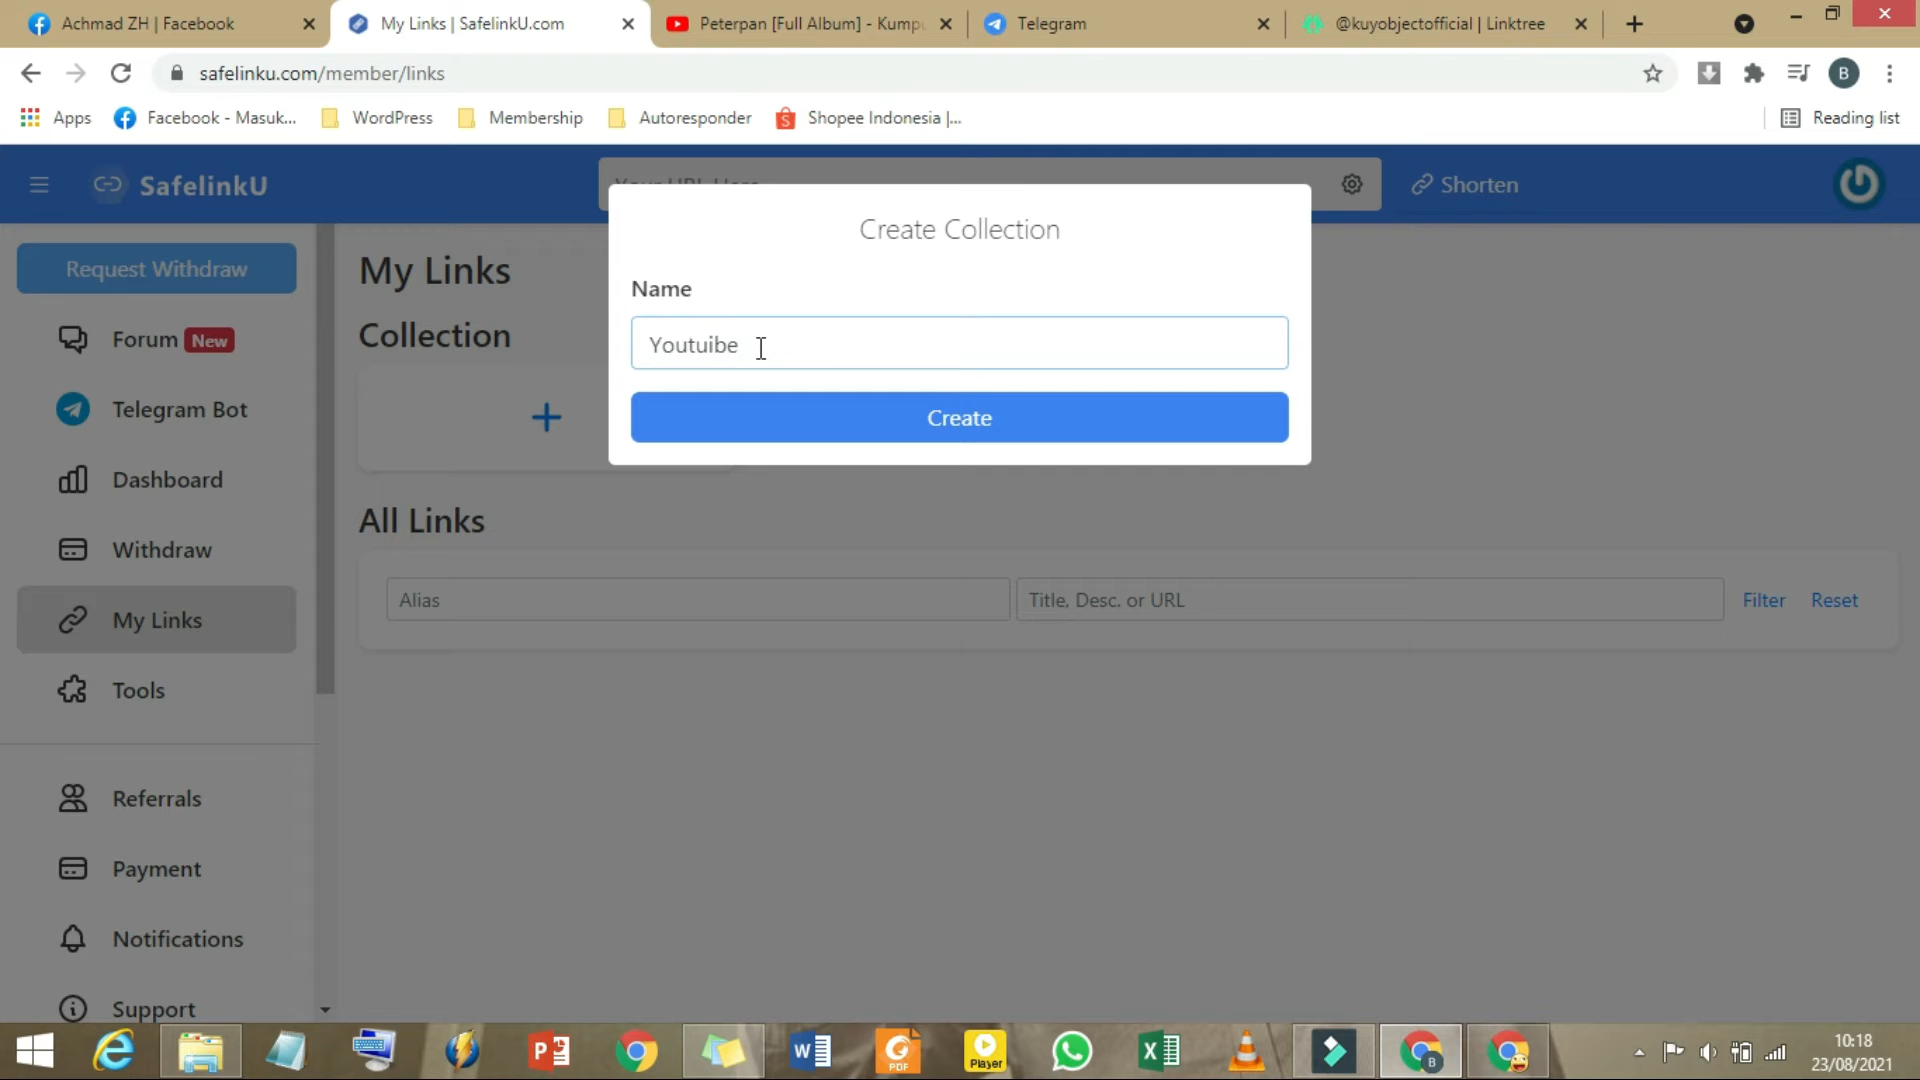 Achmad ZH | Facebook
My Links | SafelinkU.com
Peterpan [Full Album] - Kumpu
Telegram
@kuyobjectofficial | Linktree
safelinku.com/member/links
B
Apps
Facebook - Masuk...
WordPress
Membership
Autoresponder
Shopee Indonesia |...
Reading list
SafelinkU
Shorten
Create Collection
Name
Youtuibe
Create
Request Withdraw
Forum New
Telegram Bot
Dashboard
Withdraw
My Links
Tools
Referrals
Payment
Notifications
Support
My Links
Collection
All Links
Alias
Title, Desc. or URL
Filter
Reset
PDF
Player
B
10:18
23/08/2021